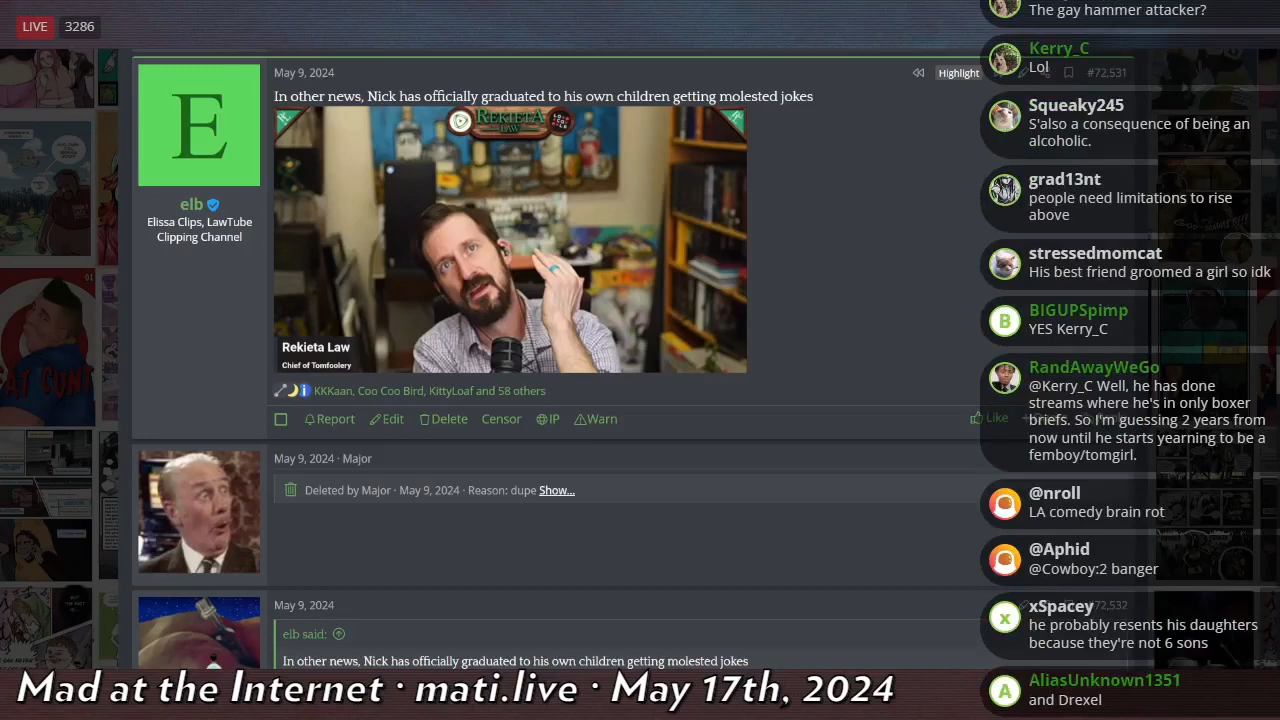 LIVE 3286
May 9, 2024
Highlight
#72,531
In other news, Nick has officially graduated to his own children getting molested jokes
REKIETA
LAW
Rekieta Law
Chief of Tomfoolery
E
elb
Elissa Clips, LawTube
Clipping Channel
KKKaan, Coo Coo Bird, KittyLoaf and 58 others
Report Edit Delete Censor IP Warn
Like
May 9, 2024 · Major
Deleted by Major · May 9, 2024 · Reason: dupe Show...
May 9, 2024
#72,532
elb said:
In other news, Nick has officially graduated to his own children getting molested jokes
The gay hammer attacker?
Kerry_C
Lol
Squeaky245
S'also a consequence of being an
alcoholic.
grad13nt
people need limitations to rise
above
stressedmomcat
His best friend groomed a girl so idk
B
BIGUPSpimp
YES Kerry_C
RandAwayWeGo
@Kerry_C Well, he has done
streams where he's in only boxer
briefs. So I'm guessing 2 years from
now until he starts yearning to be a
femboy/tomgirl.
@nroll
LA comedy brain rot
@Aphid
@Cowboy:2 banger
x
xSpacey
he probably resents his daughters
because they're not 6 sons
A
AliasUnknown1351
and Drexel
Mad at the Internet · mati.live · May 17th, 2024